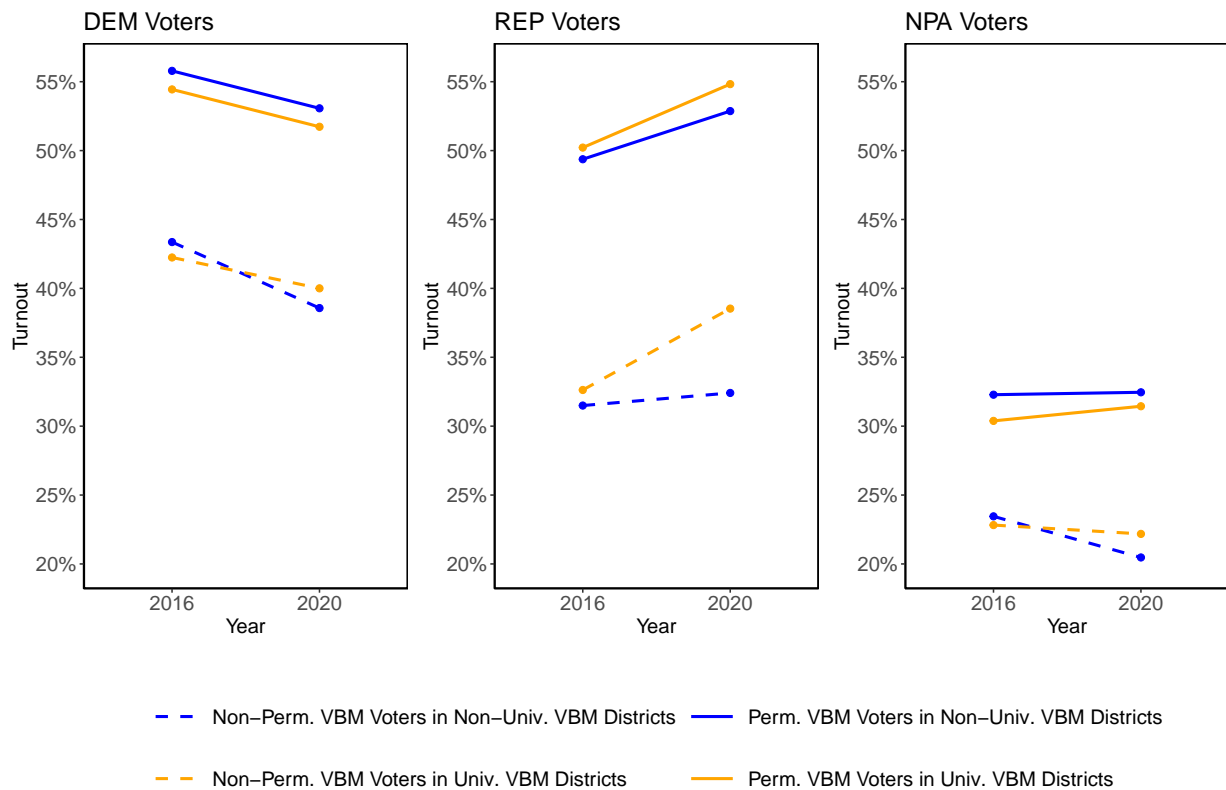 DEM Voters
REP Voters
NPA Voters
55%
50%
45%
40%
35%
30%
25%
20%
Turnout
2016 2020
Year
55%
50%
45%
40%
35%
30%
25%
20%
Turnout
2016 2020
Year
55%
50%
45%
40%
35%
30%
25%
20%
Turnout
2016 2020
Year
Non−Perm. VBM Voters in Non−Univ. VBM Districts
Perm. VBM Voters in Non−Univ. VBM Districts
Non−Perm. VBM Voters in Univ. VBM Districts
Perm. VBM Voters in Univ. VBM Districts